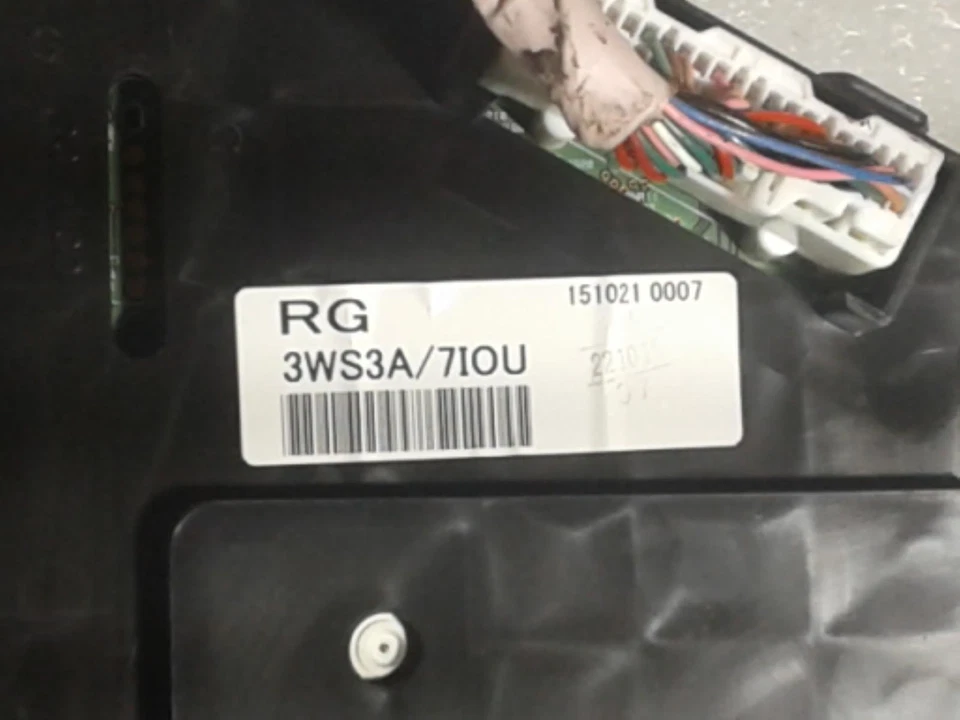 RG
151021 0007
3WS3A/7IOU